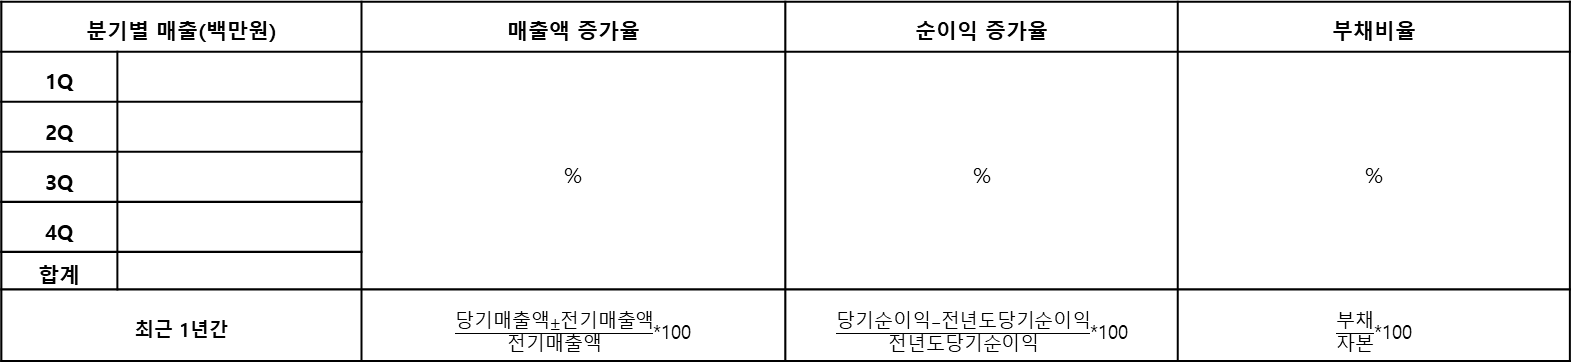 분기별 매출(백만원) 매출액 증가율 순이익 증가율 부채비율
1Q
2Q
3Q % % %
4Q
합계
최근 1년간 당기매출액±전기매출액/전기매출액*100 당기순이익-전년도당기순이익/전년도당기순이익*100 부채/자본*100